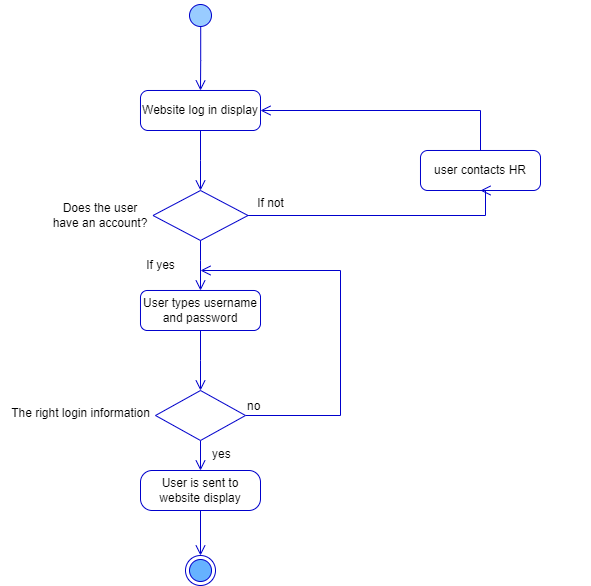 Website log in display
user contacts HR
If not
Does the user
have an account?
If yes
User types username
and password
no
The right login information
yes
User is sent to
website display